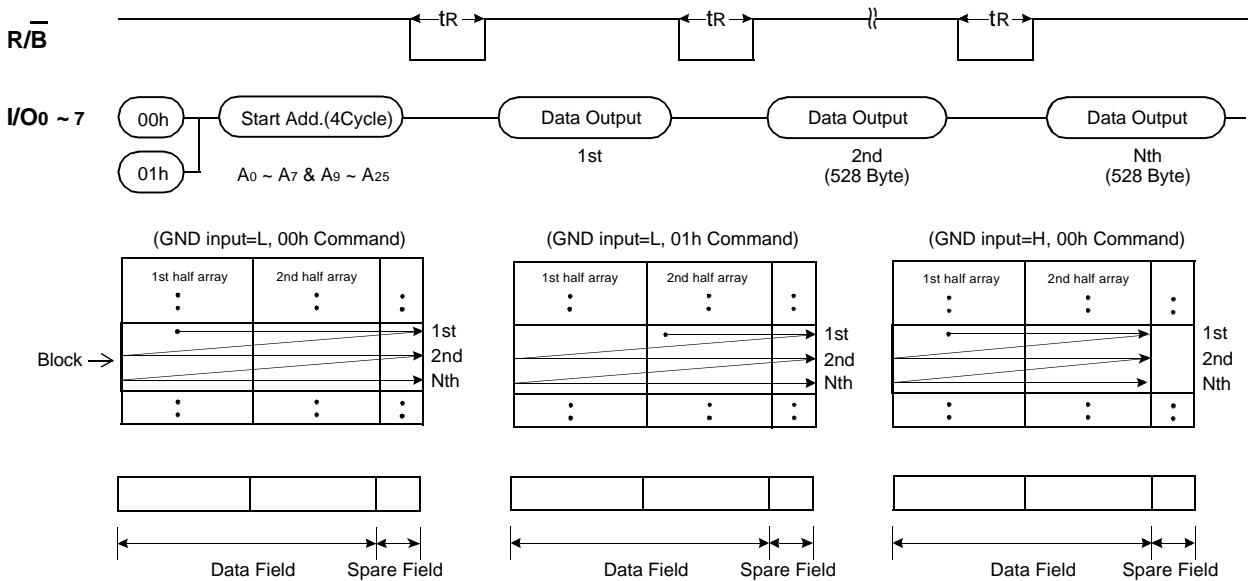 tR tR tR
R/B
I/O0 ~ 7 00h Start Add.(4Cycle) Data Output Data Output Data Output
01h A0 ~ A7 & A9 ~ A25 1st 2nd Nth
(528 Byte) (528 Byte)
(GND input=L, 00h Command) (GND input=L, 01h Command) (GND input=H, 00h Command)
1st half array 2nd half array 1st half array 2nd half array 1st half array 2nd half array
1st 1st 1st
Block 2nd 2nd 2nd
Nth Nth Nth
Data Field Spare Field Data Field Spare Field Data Field Spare Field